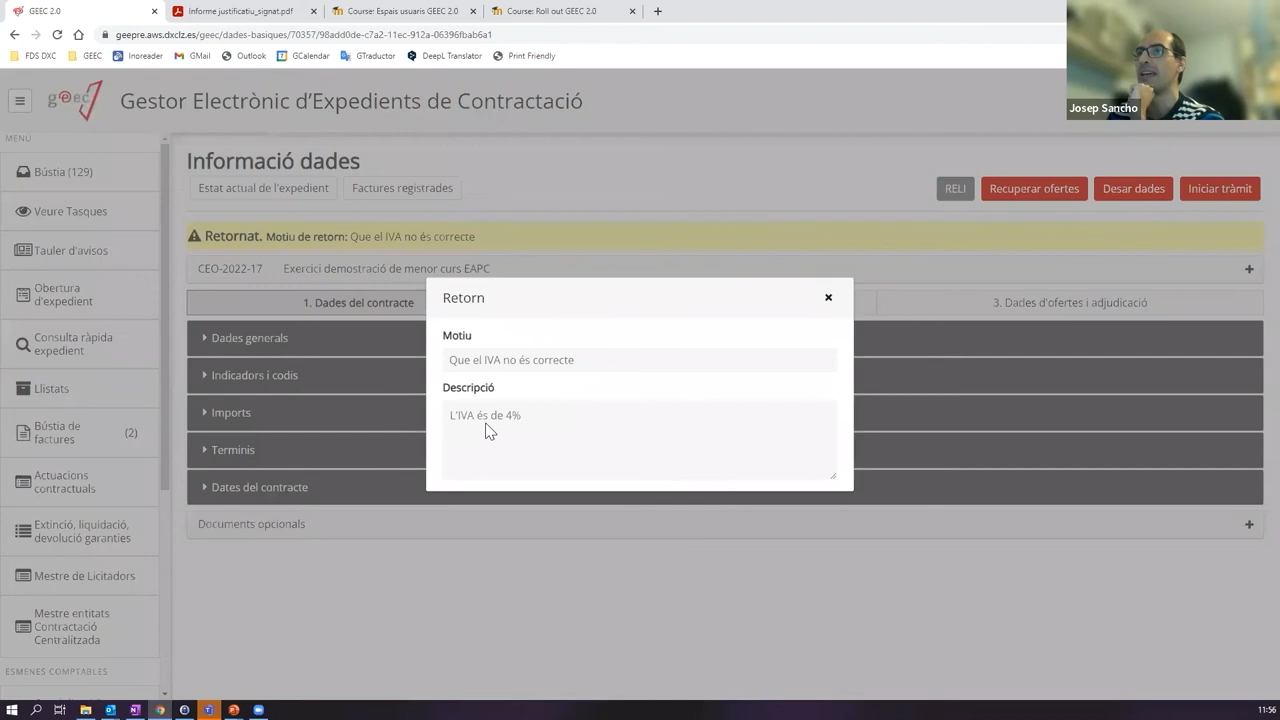 GEEC 2.0
Informe justificatiu_signat.pdf
Course: Espais usuaris GEEC 2.0
Course: Roll out GEEC 2.0
geepre.aws.dxclz.es/geec/dades-basiques/70357/98add0de-c7a2-11ec-912a-06396fbab6a1
FDS DXC
GEEC
Inoreader
GMail
Outlook
GCalendar
GTraductor
DeepL Translator
Print Friendly
Josep Sancho
geec
Gestor Electrònic d'Expedients de Contractació
MENÚ
Bústia (129)
Veure Tasques
Tauler d'avisos
Obertura
d'expedient
Consulta ràpida
expedient
Llistats
Bústia de
factures
(2)
Actuacions
contractuals
Extinció, liquidació,
devolució garanties
Mestre de Licitadors
Mestre entitats
Contractació
Centralitzada
ESMENES COMPTABLES
Informació dades
Estat actual de l'expedient
Factures registrades
RELI
Recuperar ofertes
Desar dades
Iniciar tràmit
Retornat. Motiu de retorn: Que el IVA no és correcte
CEO-2022-17 Exercici demostració de menor curs EAPC
1. Dades del contracte
3. Dades d'ofertes i adjudicació
Dades generals
Indicadors i codis
Imports
Terminis
Dates del contracte
Documents opcionals
Retorn
Motiu
Que el IVA no és correcte
Descripció
L'IVA és de 4%
11:56